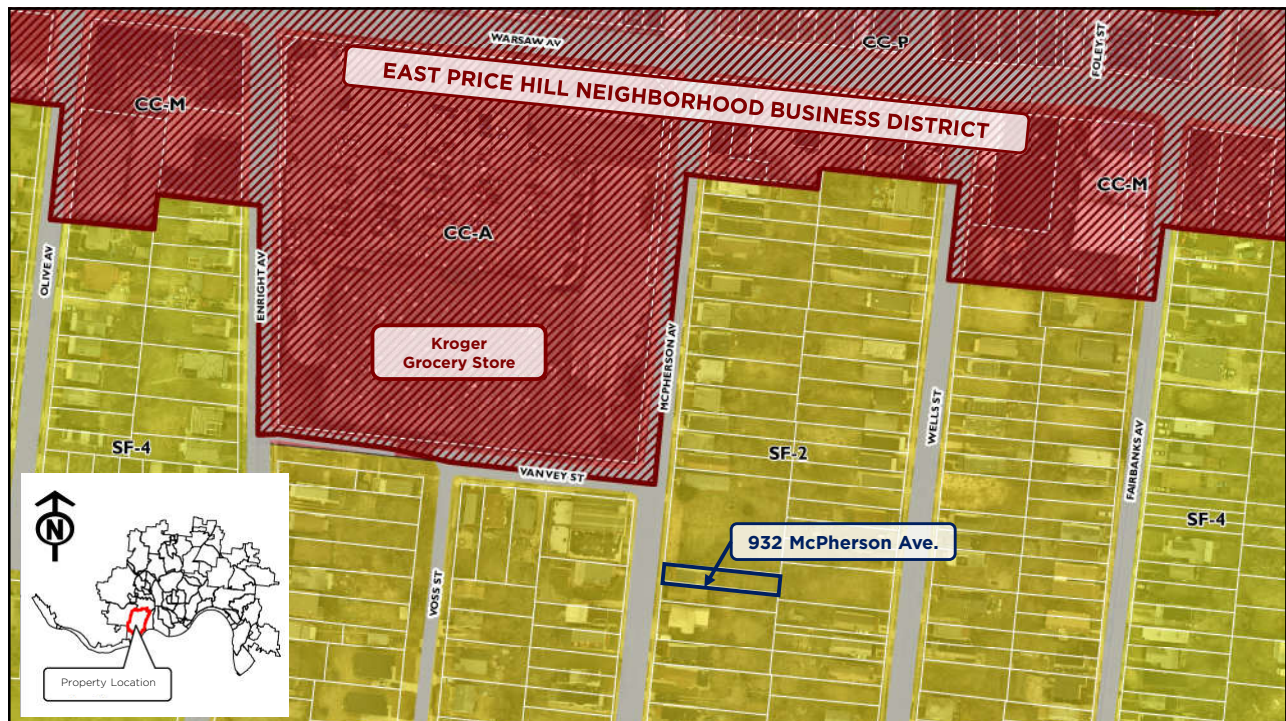 WARSAW AV
CC-P
FOLEY ST
EAST PRICE HILL NEIGHBORHOOD BUSINESS DISTRICT
CC-M
CC-M
CC-A
OLIVE AV
ENRIGHT AV
Kroger
Grocery Store
MCPHERSON AV
WELLS ST
FAIRBANKS AV
SF-4
SF-2
VAN VEY ST
SF-4
N
932 McPherson Ave.
VOSS ST
Property Location